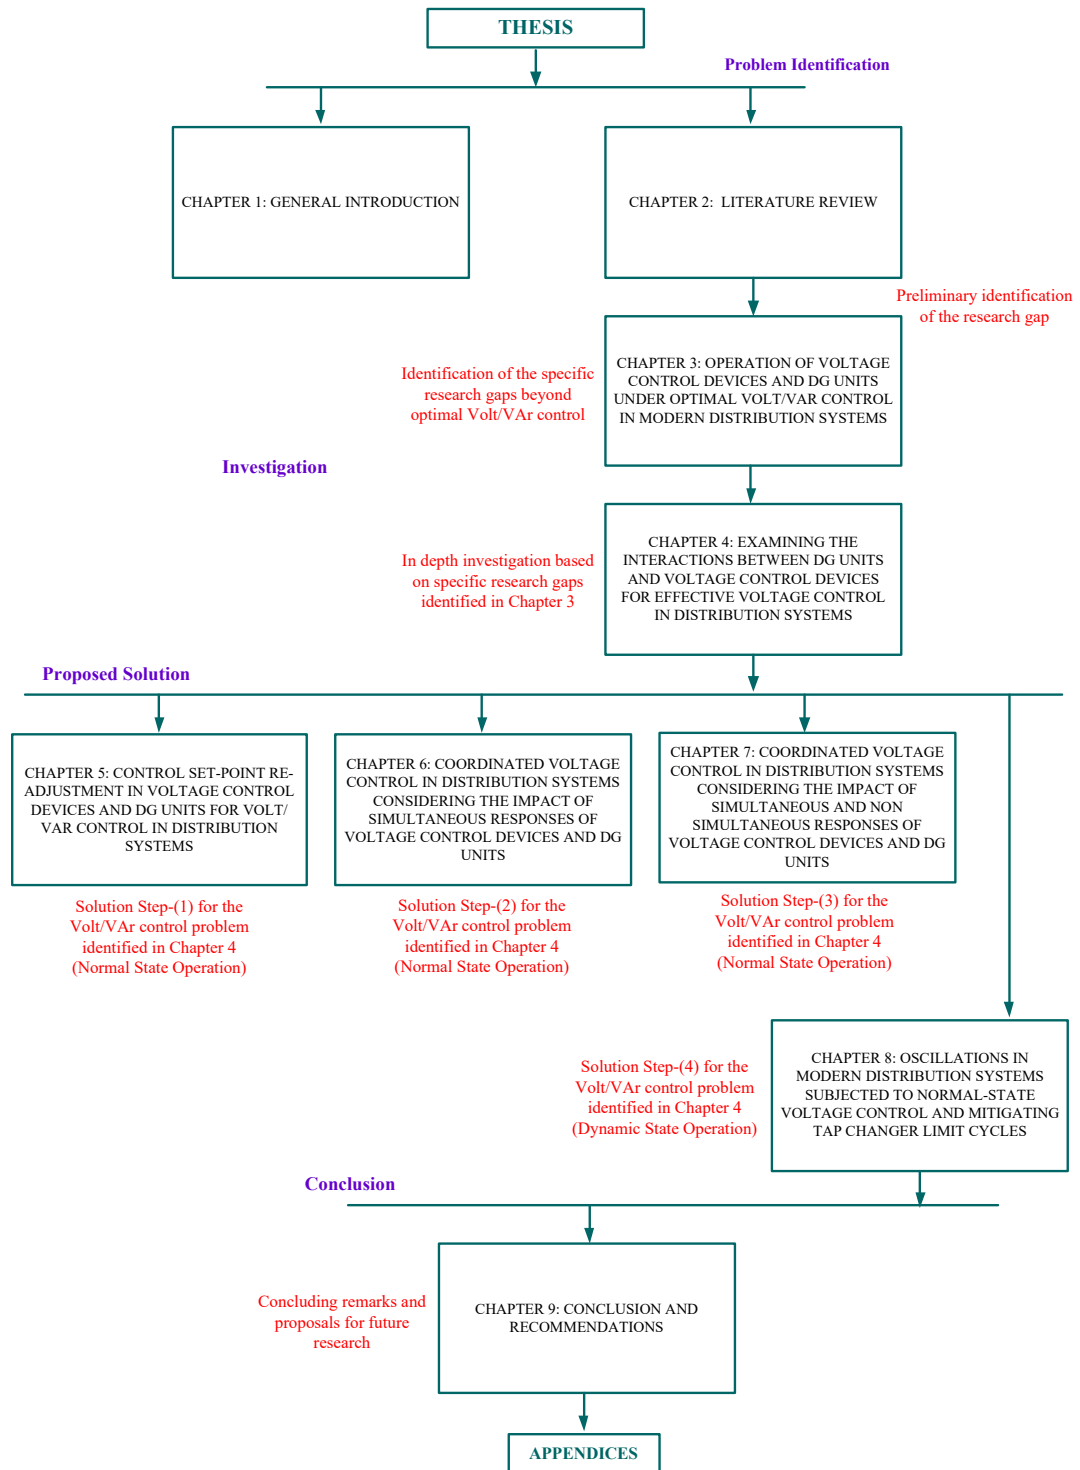 THESIS
Problem Identification
CHAPTER 1: GENERAL INTRODUCTION
CHAPTER 2:  LITERATURE REVIEW
Preliminary identification
of the research gap
CHAPTER 3: OPERATION OF VOLTAGE
CONTROL DEVICES AND DG UNITS
UNDER OPTIMAL VOLT/VAR CONTROL
IN MODERN DISTRIBUTION SYSTEMS
Identification of the specific
research gaps beyond
optimal Volt/VAr control
Investigation
CHAPTER 4: EXAMINING THE
INTERACTIONS BETWEEN DG UNITS
AND VOLTAGE CONTROL DEVICES
FOR EFFECTIVE VOLTAGE CONTROL
IN DISTRIBUTION SYSTEMS
In depth investigation based
on specific research gaps
identified in Chapter 3
Proposed Solution
CHAPTER 5: CONTROL SET-POINT RE-
ADJUSTMENT IN VOLTAGE CONTROL
DEVICES AND DG UNITS FOR VOLT/
VAR CONTROL IN DISTRIBUTION
SYSTEMS
Solution Step-(1) for the
Volt/VAr control problem
identified in Chapter 4
(Normal State Operation)
CHAPTER 6: COORDINATED VOLTAGE
CONTROL IN DISTRIBUTION SYSTEMS
CONSIDERING THE IMPACT OF
SIMULTANEOUS RESPONSES OF
VOLTAGE CONTROL DEVICES AND DG
UNITS
Solution Step-(2) for the
Volt/VAr control problem
identified in Chapter 4
(Normal State Operation)
CHAPTER 7: COORDINATED VOLTAGE
CONTROL IN DISTRIBUTION SYSTEMS
CONSIDERING THE IMPACT OF
SIMULTANEOUS AND NON
SIMULTANEOUS RESPONSES OF
VOLTAGE CONTROL DEVICES AND DG
UNITS
Solution Step-(3) for the
Volt/VAr control problem
identified in Chapter 4
(Normal State Operation)
CHAPTER 8: OSCILLATIONS IN
MODERN DISTRIBUTION SYSTEMS
SUBJECTED TO NORMAL-STATE
VOLTAGE CONTROL AND MITIGATING
TAP CHANGER LIMIT CYCLES
Solution Step-(4) for the
Volt/VAr control problem
identified in Chapter 4
(Dynamic State Operation)
Conclusion
CHAPTER 9: CONCLUSION AND
RECOMMENDATIONS
Concluding remarks and
proposals for future
research
APPENDICES